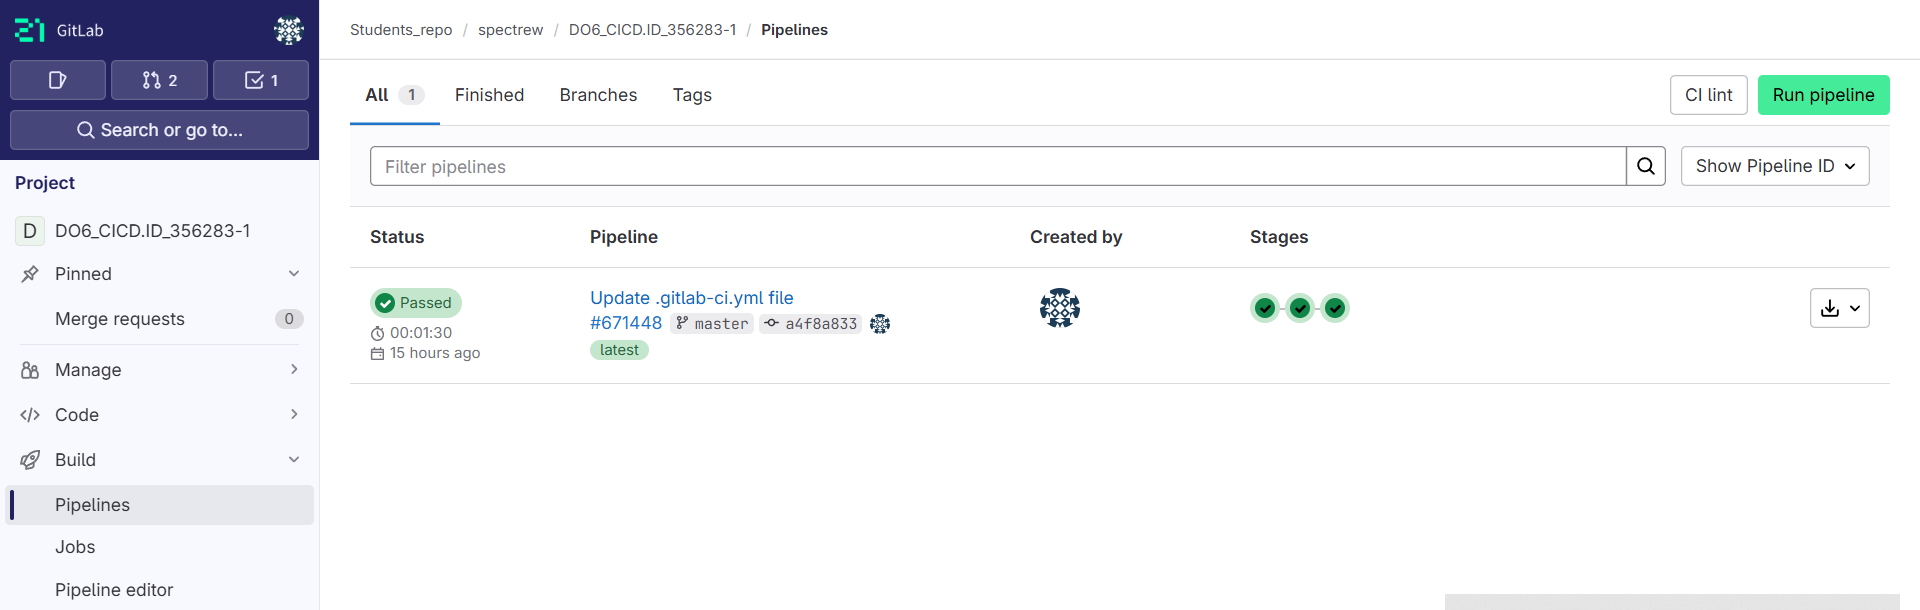 GitLab
2
1
Search or go to...
Project
D DO6_CICD.ID_356283-1
Pinned
Merge requests 0
Manage
Code
Build
Pipelines
Jobs
Pipeline editor
Students_repo / spectrew / DO6_CICD.ID_356283-1 / Pipelines
All 1 Finished Branches Tags
CI lint Run pipeline
Filter pipelines
Show Pipeline ID
Status Pipeline Created by Stages
Passed
00:01:30
15 hours ago
Update .gitlab-ci.yml file
#671448 master a4f8a833
latest